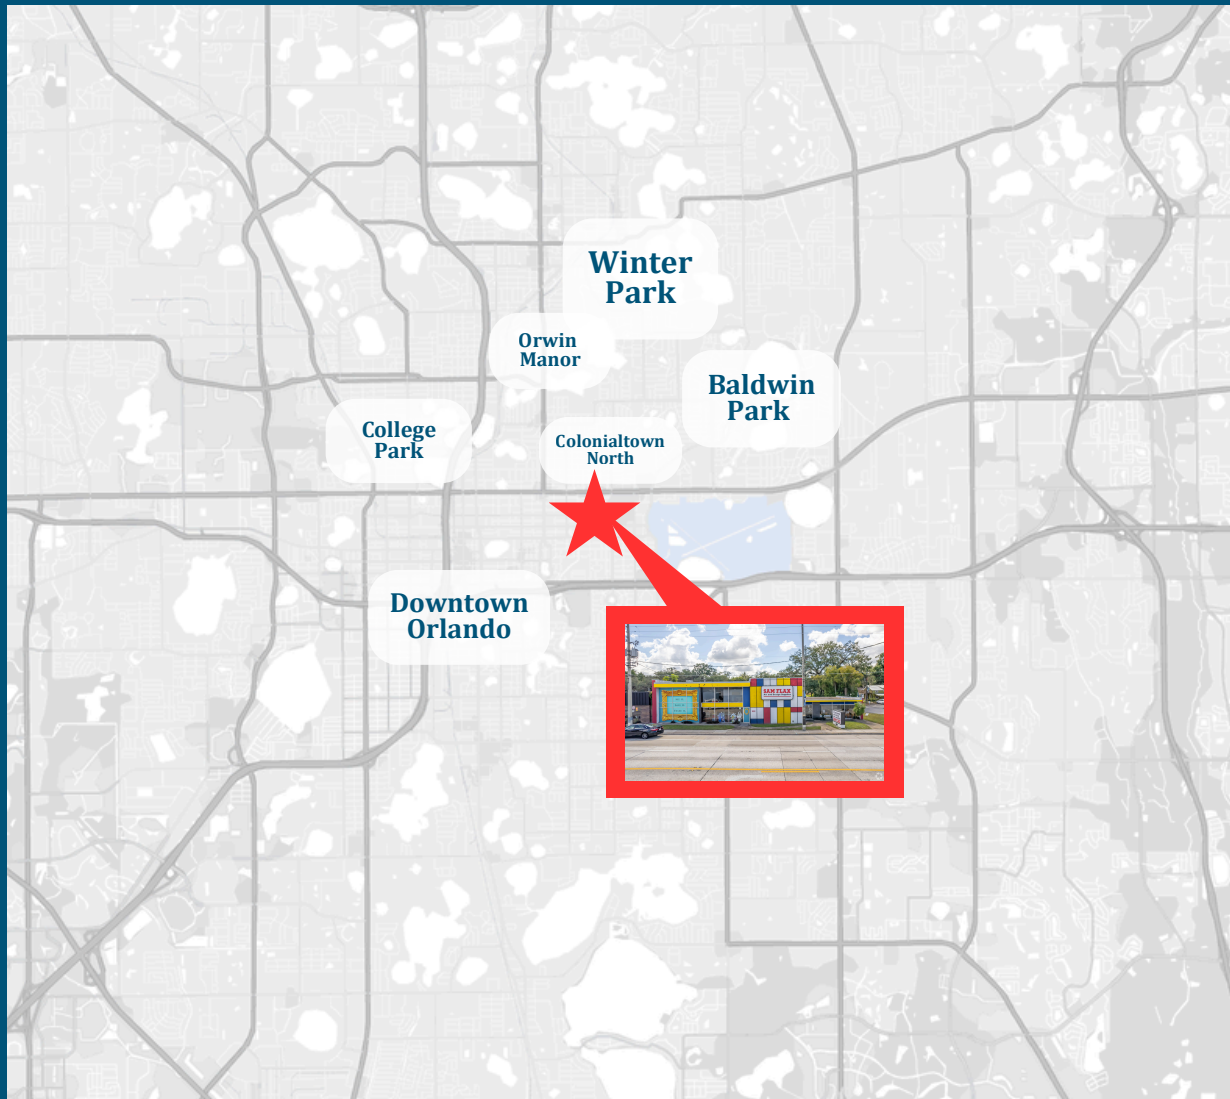 Winter
Park
Orwin
Manor
Baldwin
Park
College
Park
Colonialtown
North
Downtown
Orlando
SAM FLAX